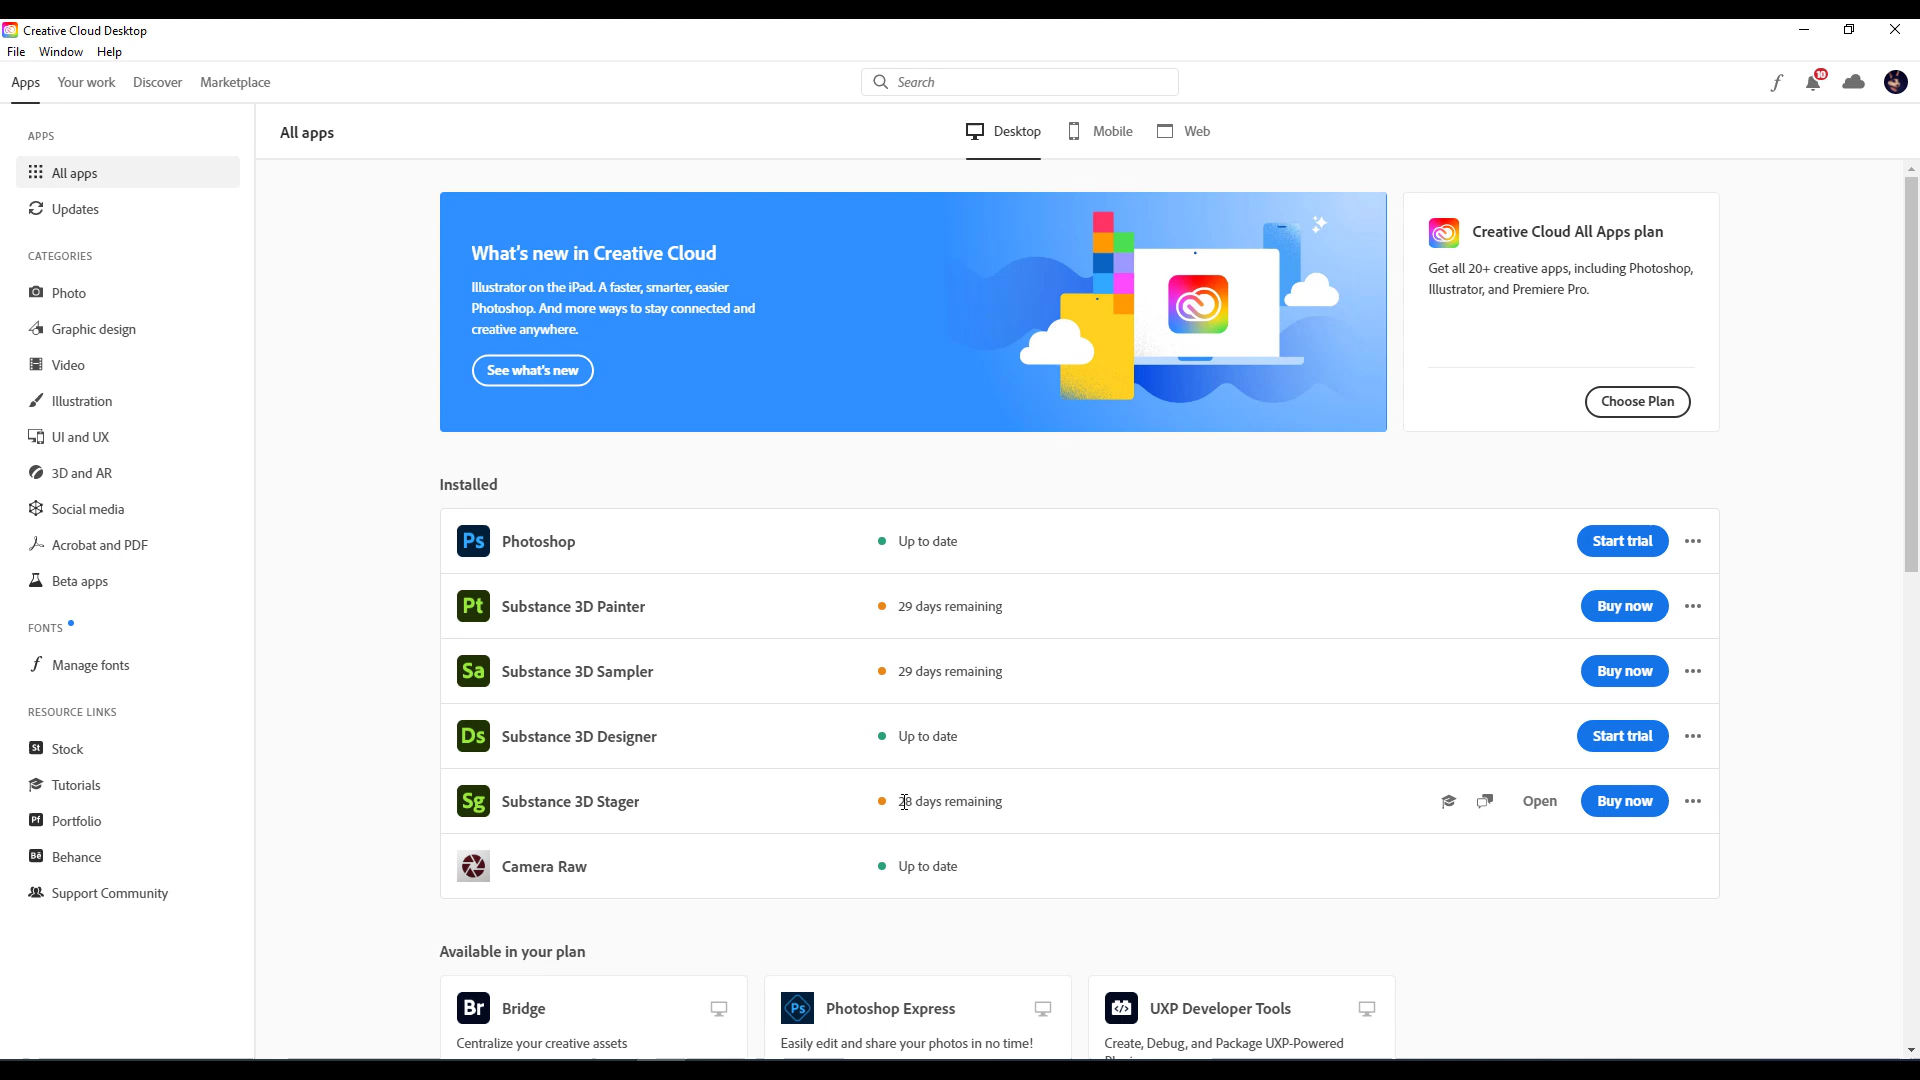 Creative Cloud Desktop
File Window Help
Apps Your work Discover Marketplace
Search
10
APPS
All apps
Updates
CATEGORIES
Photo
Graphic design
Video
Illustration
UI and UX
3D and AR
Social media
Acrobat and PDF
Beta apps
FONTS
Manage fonts
RESOURCE LINKS
St Stock
Tutorials
Pf Portfolio
Bē Behance
Support Community
All apps
Desktop Mobile Web
What's new in Creative Cloud
Illustrator on the iPad. A faster, smarter, easier
Photoshop. And more ways to stay connected and
creative anywhere.
See what's new
Creative Cloud All Apps plan
Get all 20+ creative apps, including Photoshop,
Illustrator, and Premiere Pro.
Choose Plan
Installed
Ps Photoshop Up to date Start trial
Pt Substance 3D Painter 29 days remaining Buy now
Sa Substance 3D Sampler 29 days remaining Buy now
Ds Substance 3D Designer Up to date Start trial
Sg Substance 3D Stager 28 days remaining Open Buy now
Camera Raw Up to date
Available in your plan
Br Bridge
Centralize your creative assets
Ps Photoshop Express
Easily edit and share your photos in no time!
UXP Developer Tools
Create, Debug, and Package UXP-Powered